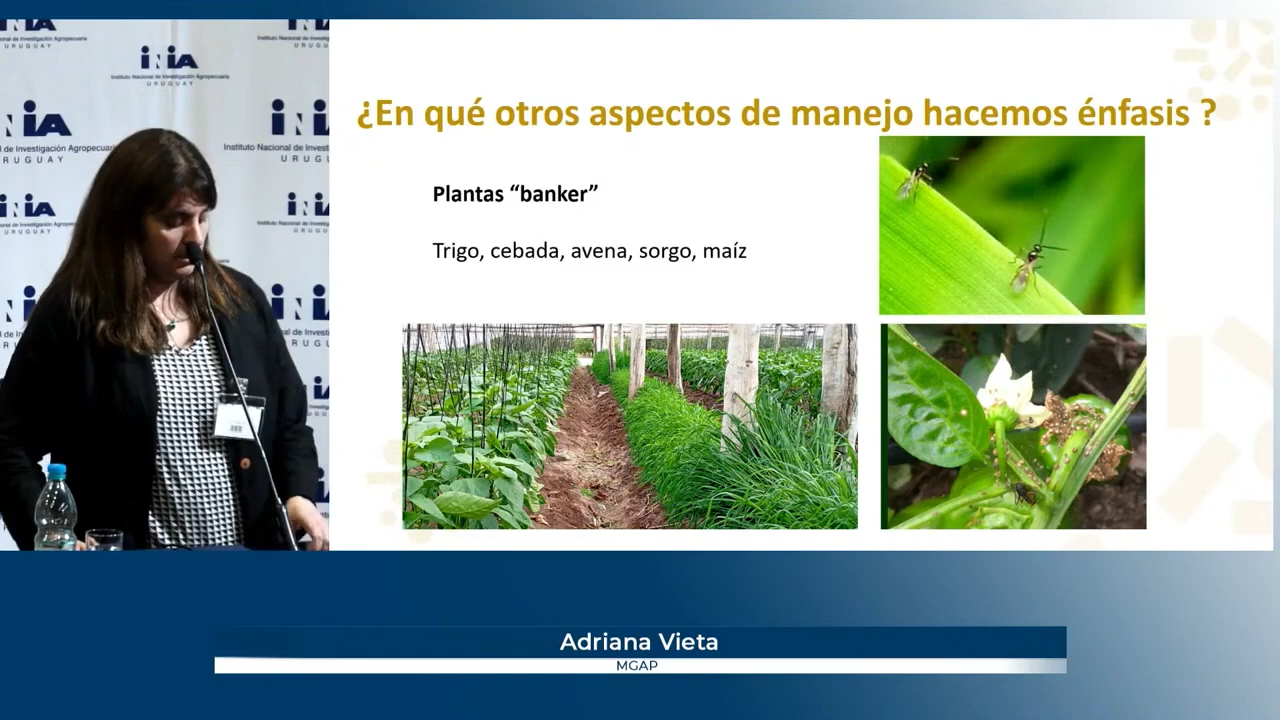 INIA
Instituto Nacional de Investigación Agropecuaria
URUGUAY
¿En qué otros aspectos de manejo hacemos énfasis ?
Plantas “banker”
Trigo, cebada, avena, sorgo, maíz
Adriana Vieta
MGAP